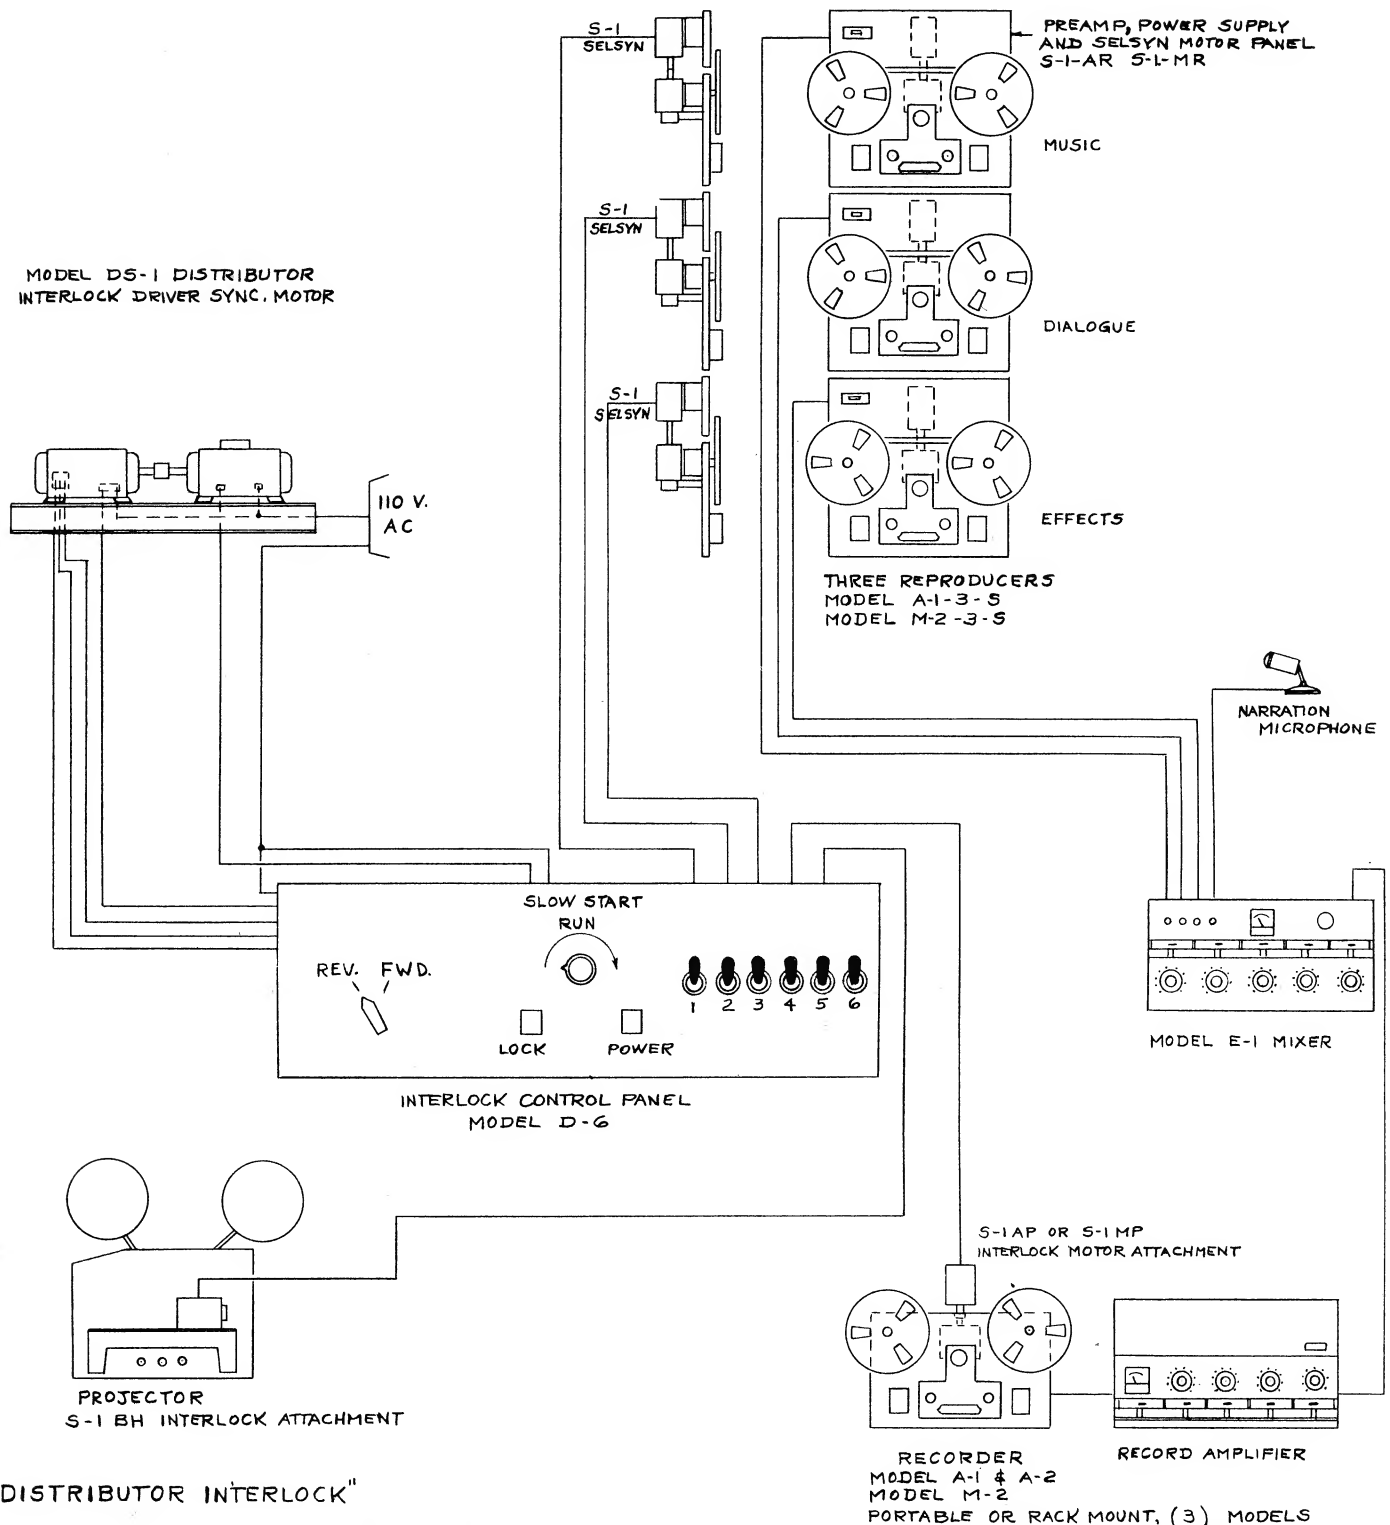 S-1
SELSYN
PREAMP, POWER SUPPLY
AND SELSYN MOTOR PANEL
S-1-AR S-1-MR
MUSIC
S-1
SELSYN
MODEL DS-1 DISTRIBUTOR
INTERLOCK DRIVER SYNC. MOTOR
DIALOGUE
S-1
SELSYN
110 V.
AC
EFFECTS
THREE REPRODUCERS
MODEL A-1-3-S
MODEL M-2-3-S
NARRATION
MICROPHONE
SLOW START
RUN
REV. FWD.
1 2 3 4 5 6
LOCK POWER
INTERLOCK CONTROL PANEL
MODEL D-6
MODEL E-1 MIXER
S-1AP OR S-1MP
INTERLOCK MOTOR ATTACHMENT
PROJECTOR
S-1 BH INTERLOCK ATTACHMENT
RECORDER
MODEL A-1 & A-2
MODEL M-2
PORTABLE OR RACK MOUNT, (3) MODELS
RECORD AMPLIFIER
DISTRIBUTOR INTERLOCK"